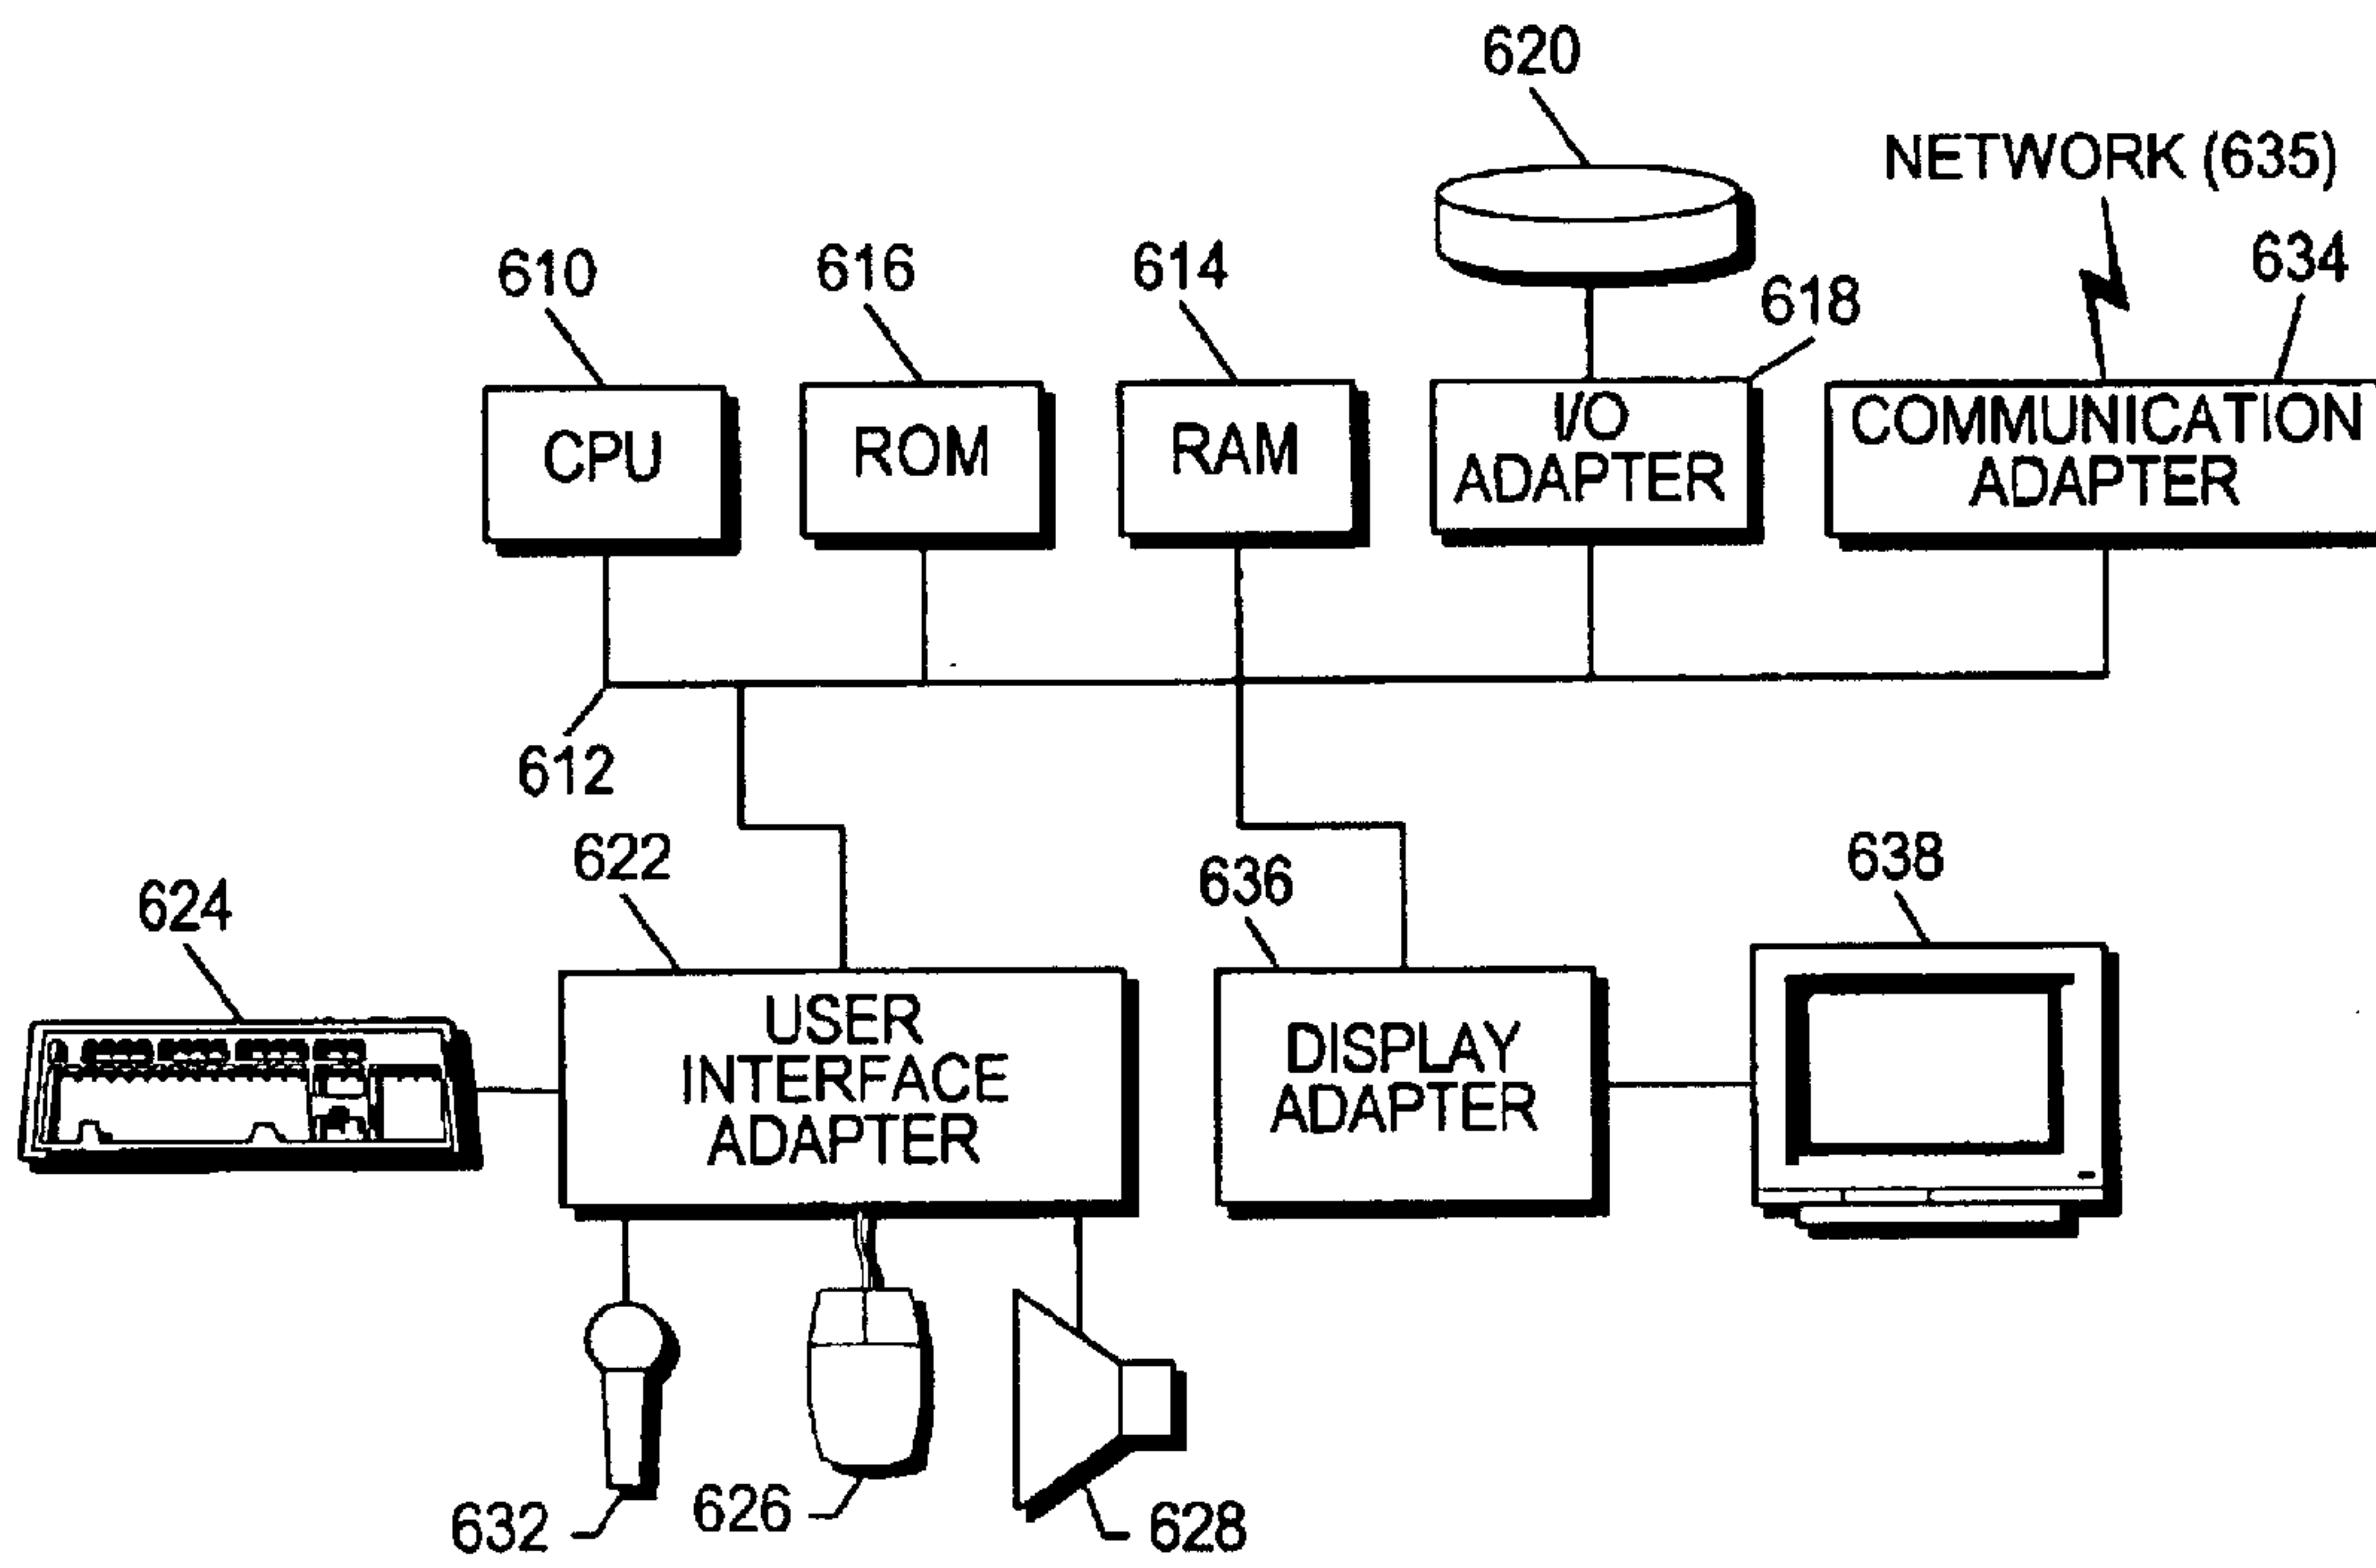 620
NETWORK (635)
610
616
614
618
634
CPU
ROM
RAM
I/O
ADAPTER
COMMUNICATION
ADAPTER
612
622
636
638
624
USER
INTERFACE
ADAPTER
DISPLAY
ADAPTER
632
626
628